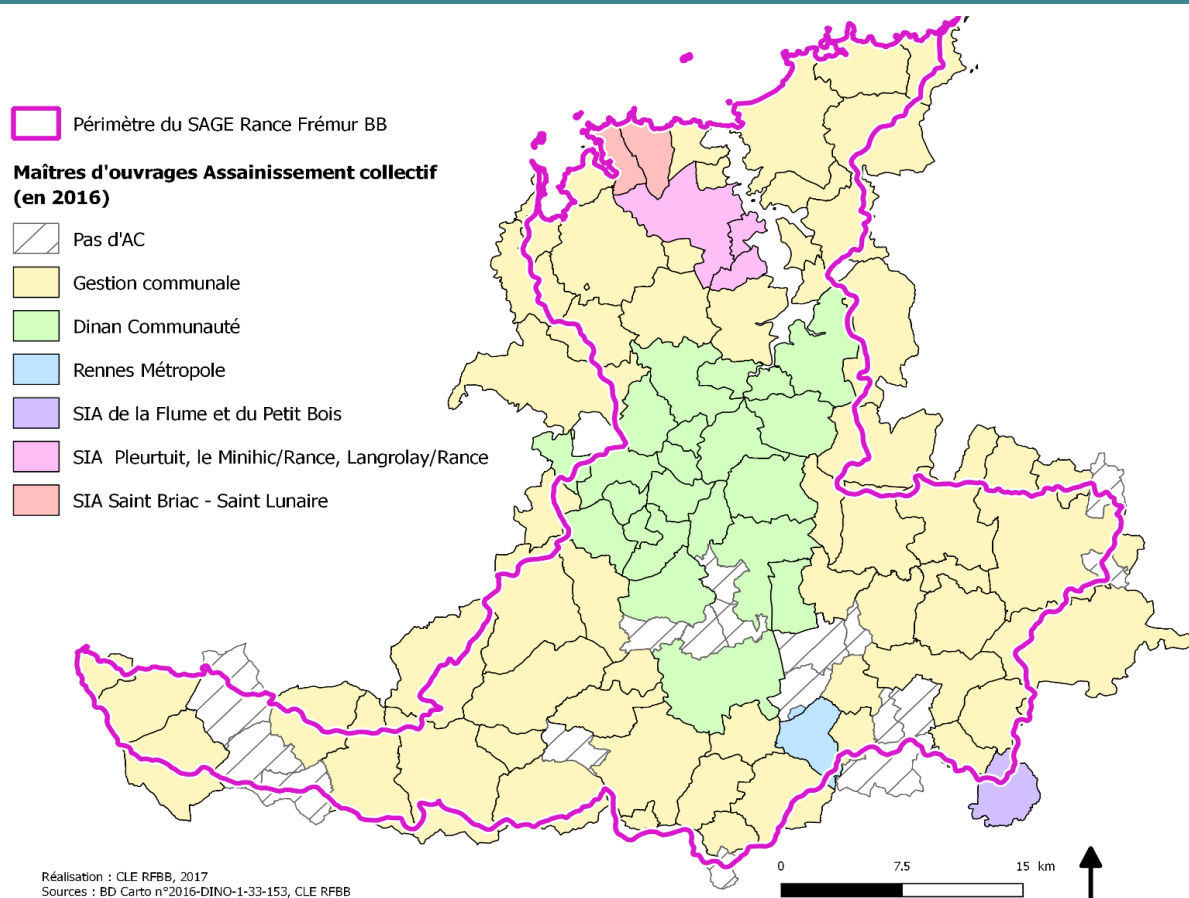 Périmètre du SAGE Rance Frémur BB
Maîtres d'ouvrages Assainissement collectif
(en 2016)
Pas d'AC
Gestion communale
Dinan Communauté
Rennes Métropole
SIA de la Flume et du Petit Bois
SIA Pleurtuit, le Minihic/Rance, Langrolay/Rance
SIA Saint Briac - Saint Lunaire
Réalisation : CLE RFBB, 2017
Sources : BD Carto n°2016-DINO-1-33-153, CLE RFBB
0 7.5 15 km